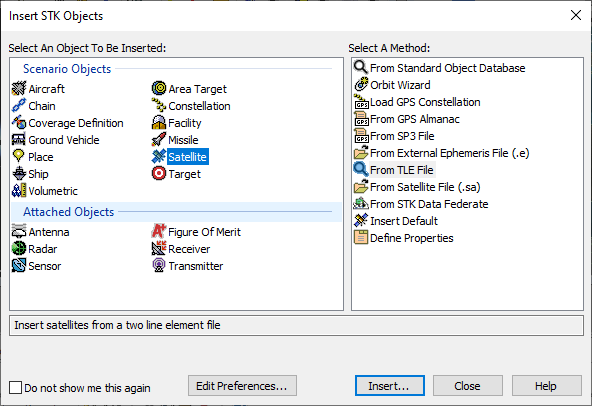 Insert STK Objects
Select An Object To Be Inserted:
Select A Method:
Scenario Objects
Aircraft
Area Target
Chain
Constellation
Coverage Definition
Facility
Ground Vehicle
Missile
Place
Satellite
Ship
Target
Volumetric
Attached Objects
Antenna
Figure Of Merit
Radar
Receiver
Sensor
Transmitter
From Standard Object Database
Orbit Wizard
GPS
Load GPS Constellation
GPS
From GPS Almanac
GPS
From SP3 File
From External Ephemeris File (.e)
From TLE File
From Satellite File (.sa)
From STK Data Federate
Insert Default
Define Properties
Insert satellites from a two line element file
Do not show me this again
Edit Preferences...
Insert...
Close
Help